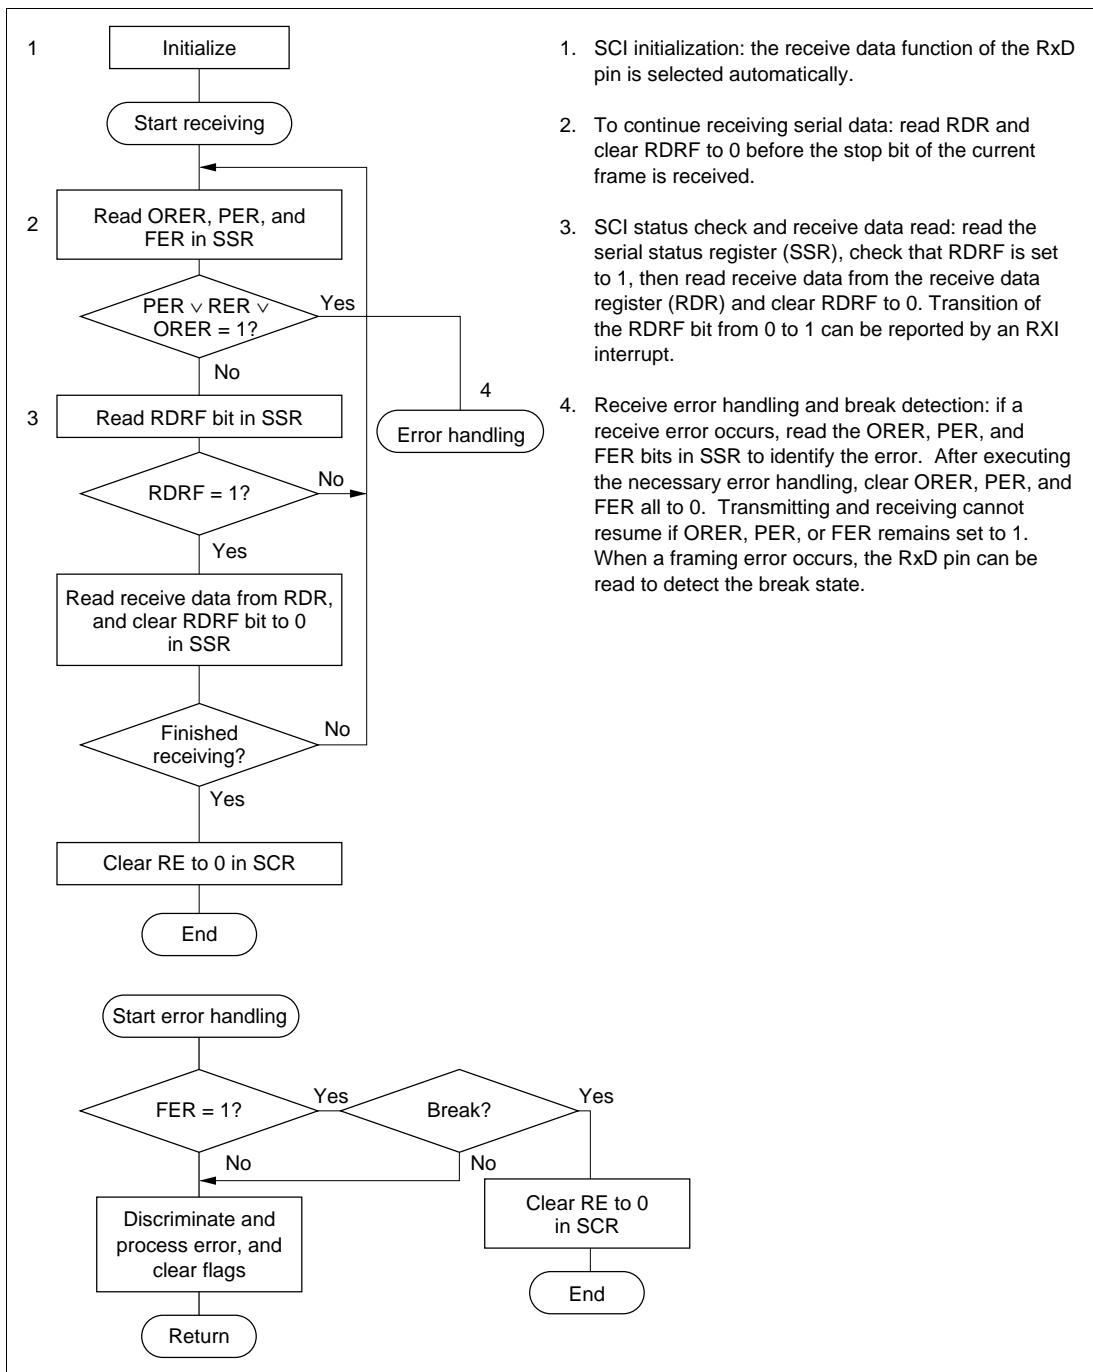 1
Initialize
Start receiving
2
Read ORER, PER, and
FER in SSR
PER ∨ RER ∨
ORER = 1?
Yes
No
4
3
Read RDRF bit in SSR
Error handling
RDRF = 1?
No
Yes
Read receive data from RDR,
and clear RDRF bit to 0
in SSR
Finished
receiving?
No
Yes
Clear RE to 0 in SCR
End
1. SCI initialization: the receive data function of the RxD
pin is selected automatically.
2. To continue receiving serial data: read RDR and
clear RDRF to 0 before the stop bit of the current
frame is received.
3. SCI status check and receive data read: read the
serial status register (SSR), check that RDRF is set
to 1, then read receive data from the receive data
register (RDR) and clear RDRF to 0. Transition of
the RDRF bit from 0 to 1 can be reported by an RXI
interrupt.
4. Receive error handling and break detection: if a
receive error occurs, read the ORER, PER, and
FER bits in SSR to identify the error. After executing
the necessary error handling, clear ORER, PER, and
FER all to 0. Transmitting and receiving cannot
resume if ORER, PER, or FER remains set to 1.
When a framing error occurs, the RxD pin can be
read to detect the break state.
Start error handling
FER = 1?
Yes
Break?
Yes
No
No
Discriminate and
process error, and
clear flags
Clear RE to 0
in SCR
End
Return